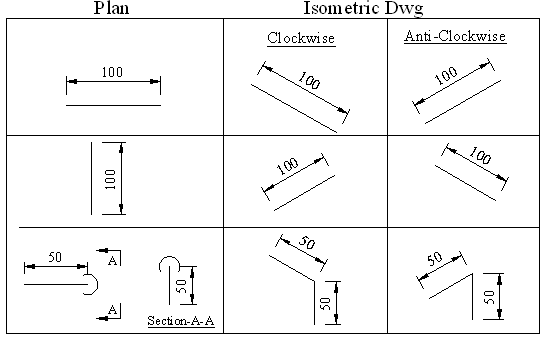 Plan Isometric Dwg
Clockwise Anti-Clockwise
100 100 100
100 100 100
50 A 50 50
A 50 50 50
Section-A-A